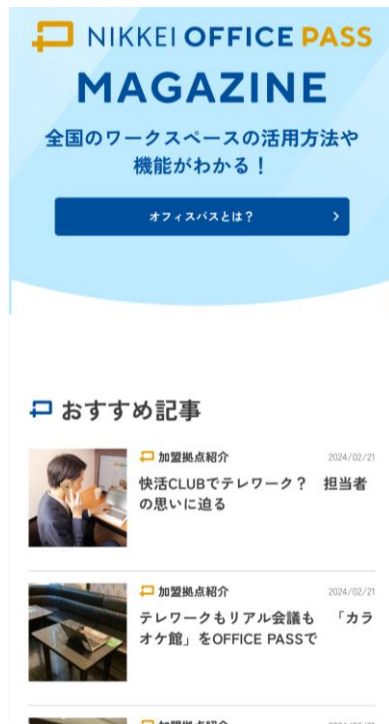 NIKKEI OFFICE PASS
MAGAZINE
全国のワークスペースの活用方法や
機能がわかる！
オフィスパスとは？
おすすめ記事
加盟拠点紹介 2024/02/21
快活CLUBでテレワーク？ 担当者
の思いに迫る
加盟拠点紹介 2024/02/21
テレワークもリアル会議も 「カラ
オケ館」をOFFICE PASSで